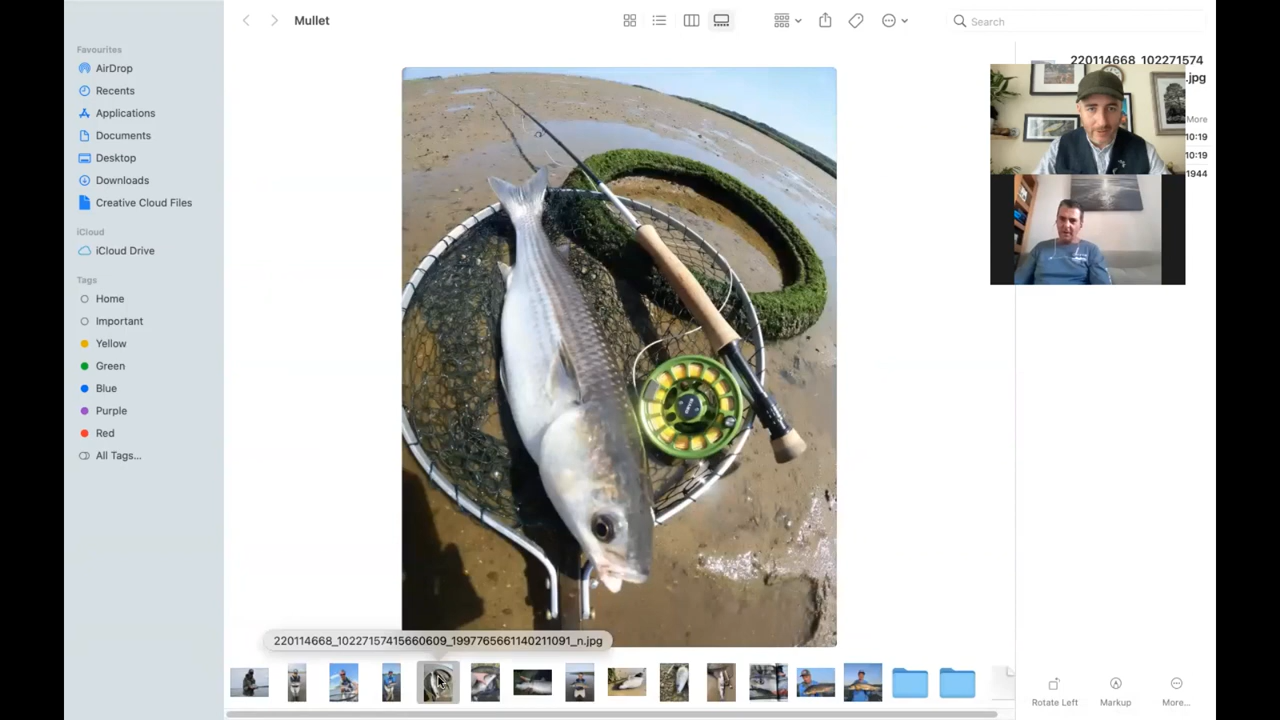 Mullet
Search
Favourites
AirDrop
Recents
Applications
Documents
Desktop
Downloads
Creative Cloud Files
iCloud
iCloud Drive
Tags
Home
Important
Yellow
Green
Blue
Purple
Red
All Tags...
220114668_102271574
.jpg
More
10:19
10:19
1944
220114668_10227157415660609_1997765661140211091_n.jpg
Rotate Left
Markup
More...